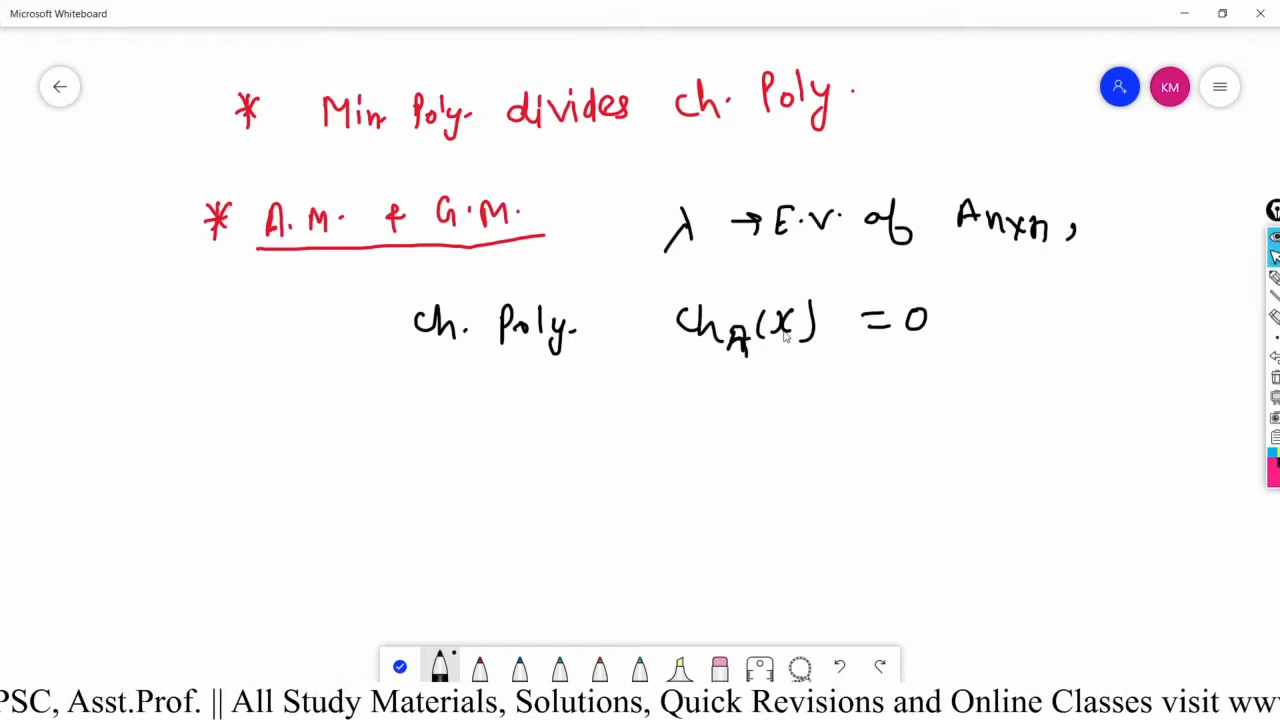 Microsoft Whiteboard
* Min Poly. divides ch. Poly.
KM
* A.M. & G.M. λ → E.V. of Anxn,
ch. Poly. ChA(x) = 0
PSC, Asst.Prof. || All Study Materials, Solutions, Quick Revisions and Online Classes visit ww